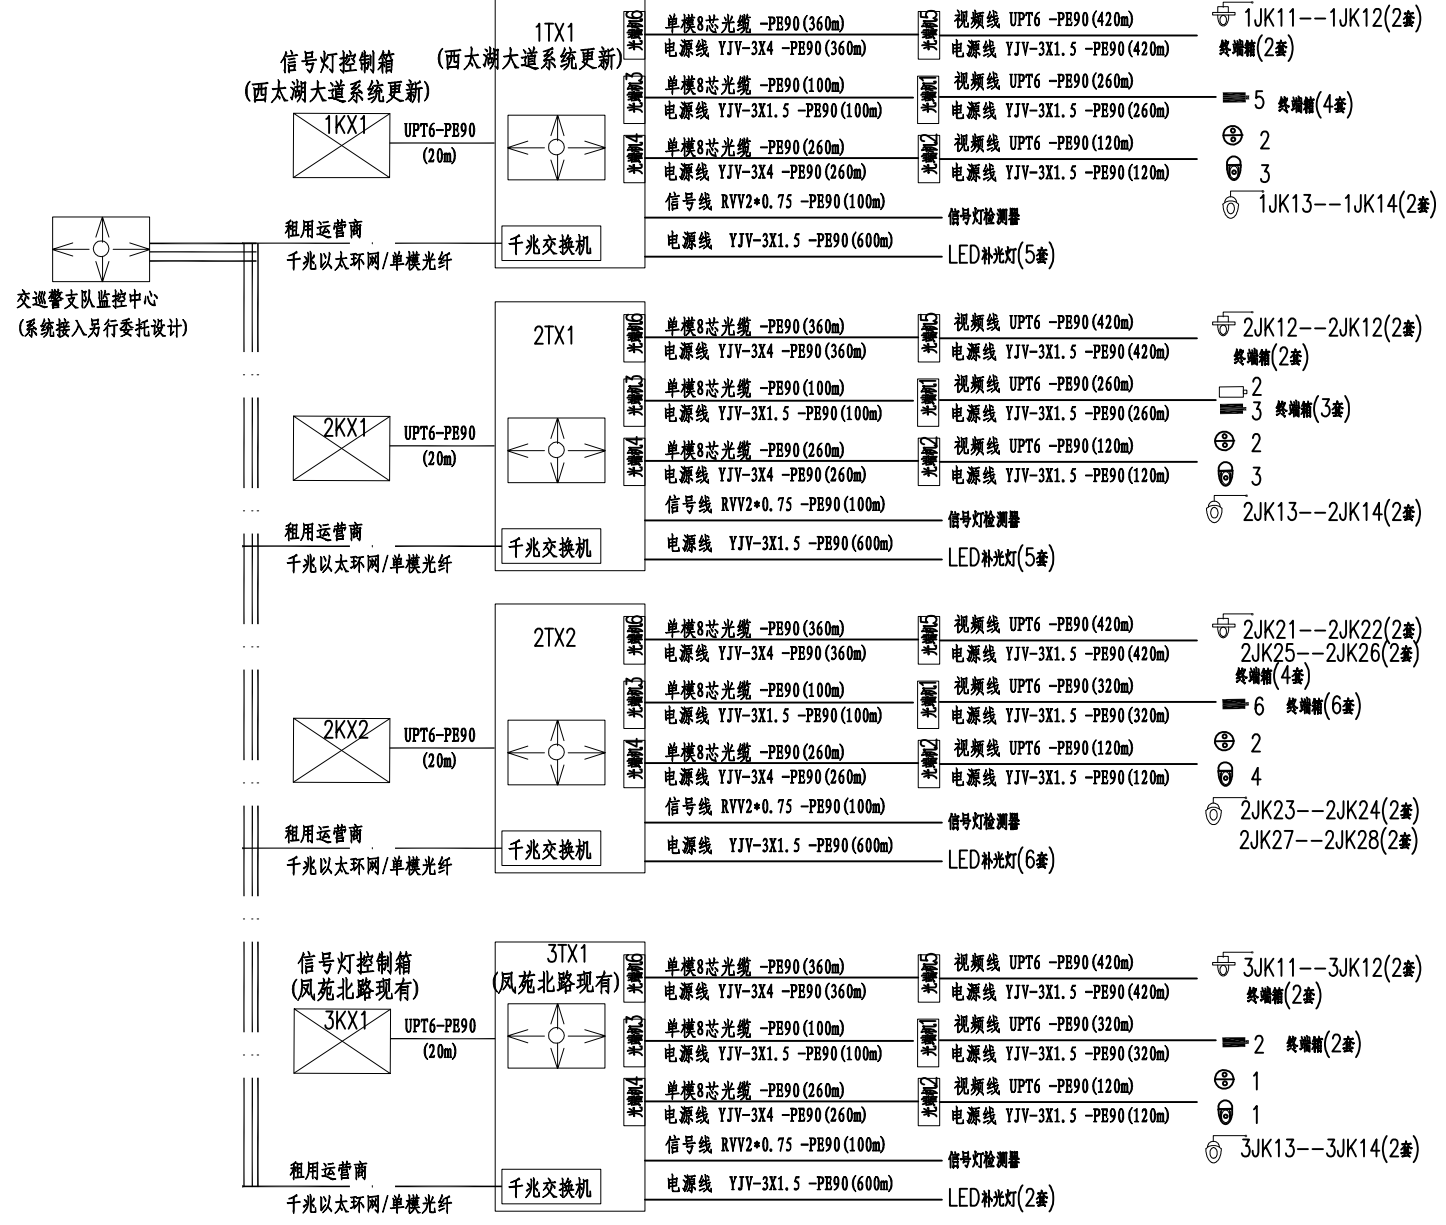 交巡警支队监控中心
(系统接入另行委托设计)
信号灯控制箱
(西太湖大道系统更新)
1KX1
UPT6-PE90
(20m)
租用运营商
千兆以太环网/单模光纤
1TX1
(西太湖大道系统更新)
千兆交换机
光端机6
单模8芯光缆 -PE90(360m)
电源线 YJV-3X4 -PE90(360m)
光端机5
视频线 UPT6 -PE90(420m)
电源线 YJV-3X1.5 -PE90(420m)
1JK11--1JK12(2套)
终端箱(2套)
光端机3
单模8芯光缆 -PE90(100m)
电源线 YJV-3X1.5 -PE90(100m)
光端机1
视频线 UPT6 -PE90(260m)
电源线 YJV-3X1.5 -PE90(260m)
5 终端箱(4套)
光端机4
单模8芯光缆 -PE90(260m)
电源线 YJV-3X4 -PE90(260m)
光端机2
视频线 UPT6 -PE90(120m)
电源线 YJV-3X1.5 -PE90(120m)
2
3
1JK13--1JK14(2套)
信号线 RVV2*0.75 -PE90(100m)
信号灯检测器
电源线 YJV-3X1.5 -PE90(600m)
LED补光灯(5套)
2KX1
UPT6-PE90
(20m)
租用运营商
千兆以太环网/单模光纤
2TX1
千兆交换机
光端机6
单模8芯光缆 -PE90(360m)
电源线 YJV-3X4 -PE90(360m)
光端机5
视频线 UPT6 -PE90(420m)
电源线 YJV-3X1.5 -PE90(420m)
2JK12--2JK12(2套)
终端箱(2套)
光端机3
单模8芯光缆 -PE90(100m)
电源线 YJV-3X1.5 -PE90(100m)
光端机1
视频线 UPT6 -PE90(260m)
电源线 YJV-3X1.5 -PE90(260m)
2
3 终端箱(3套)
光端机4
单模8芯光缆 -PE90(260m)
电源线 YJV-3X4 -PE90(260m)
光端机2
视频线 UPT6 -PE90(120m)
电源线 YJV-3X1.5 -PE90(120m)
2
3
2JK13--2JK14(2套)
信号线 RVV2*0.75 -PE90(100m)
信号灯检测器
电源线 YJV-3X1.5 -PE90(600m)
LED补光灯(5套)
2KX2
UPT6-PE90
(20m)
租用运营商
千兆以太环网/单模光纤
2TX2
千兆交换机
光端机6
单模8芯光缆 -PE90(360m)
电源线 YJV-3X4 -PE90(360m)
光端机5
视频线 UPT6 -PE90(420m)
电源线 YJV-3X1.5 -PE90(420m)
2JK21--2JK22(2套)
2JK25--2JK26(2套)
终端箱(4套)
光端机3
单模8芯光缆 -PE90(100m)
电源线 YJV-3X1.5 -PE90(100m)
光端机1
视频线 UPT6 -PE90(320m)
电源线 YJV-3X1.5 -PE90(320m)
6 终端箱(6套)
光端机4
单模8芯光缆 -PE90(260m)
电源线 YJV-3X4 -PE90(260m)
光端机2
视频线 UPT6 -PE90(120m)
电源线 YJV-3X1.5 -PE90(120m)
2
4
2JK23--2JK24(2套)
2JK27--2JK28(2套)
信号线 RVV2*0.75 -PE90(100m)
信号灯检测器
电源线 YJV-3X1.5 -PE90(600m)
LED补光灯(6套)
信号灯控制箱
(凤苑北路现有)
3KX1
UPT6-PE90
(20m)
租用运营商
千兆以太环网/单模光纤
3TX1
(凤苑北路现有)
千兆交换机
光端机6
单模8芯光缆 -PE90(360m)
电源线 YJV-3X4 -PE90(360m)
光端机5
视频线 UPT6 -PE90(420m)
电源线 YJV-3X1.5 -PE90(420m)
3JK11--3JK12(2套)
终端箱(2套)
光端机3
单模8芯光缆 -PE90(100m)
电源线 YJV-3X1.5 -PE90(100m)
光端机1
视频线 UPT6 -PE90(320m)
电源线 YJV-3X1.5 -PE90(320m)
2 终端箱(2套)
光端机4
单模8芯光缆 -PE90(260m)
电源线 YJV-3X4 -PE90(260m)
光端机2
视频线 UPT6 -PE90(120m)
电源线 YJV-3X1.5 -PE90(120m)
1
1
3JK13--3JK14(2套)
信号线 RVV2*0.75 -PE90(100m)
信号灯检测器
电源线 YJV-3X1.5 -PE90(600m)
LED补光灯(2套)